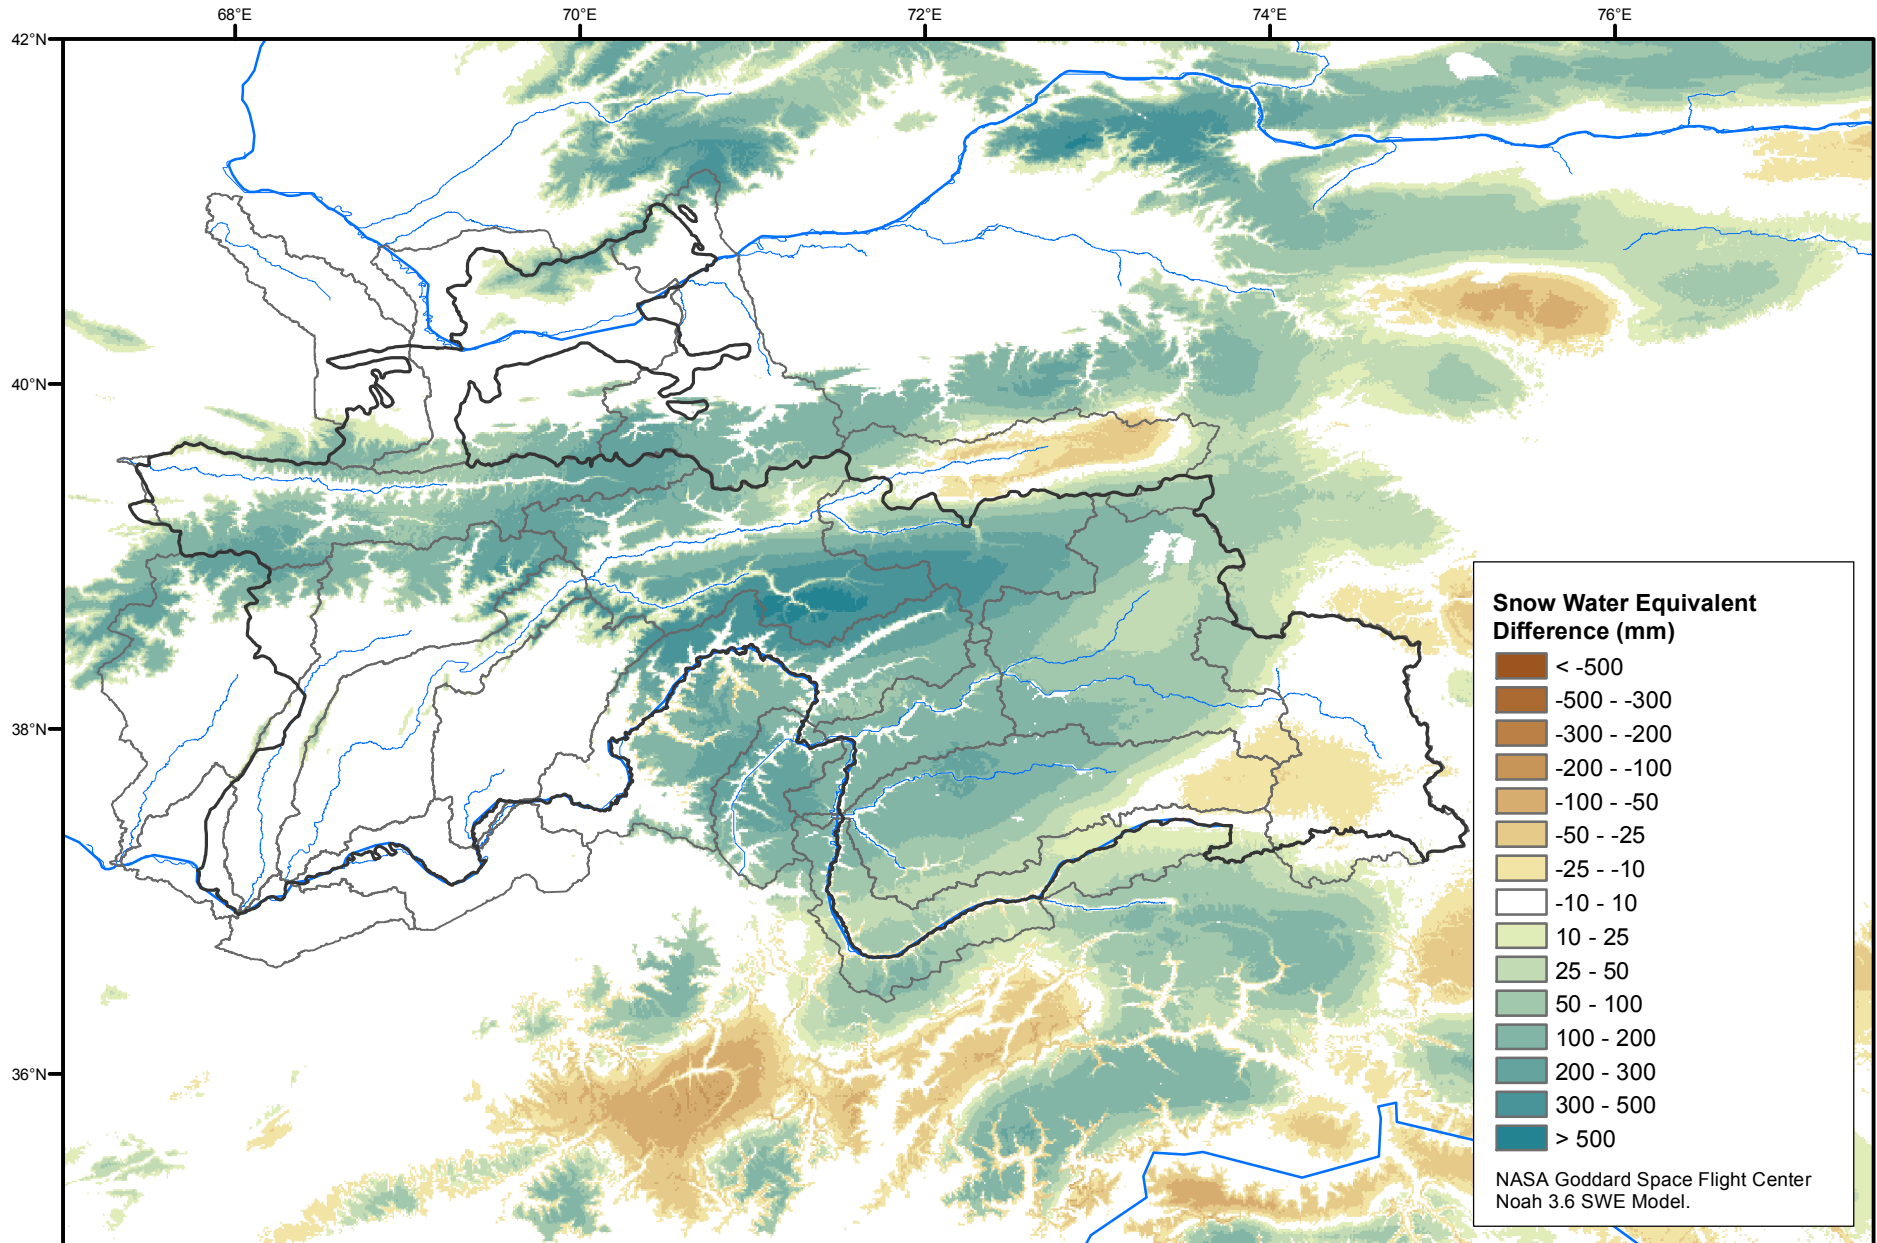 68°E 70°E 72°E 74°E 76°E
42°N
40°N
38°N
36°N
Snow Water Equivalent
Difference (mm)
< -500
-500 - -300
-300 - -200
-200 - -100
-100 - -50
-50 - -25
-25 - -10
-10 - 10
10 - 25
25 - 50
50 - 100
100 - 200
200 - 300
300 - 500
> 500
NASA Goddard Space Flight Center
Noah 3.6 SWE Model.